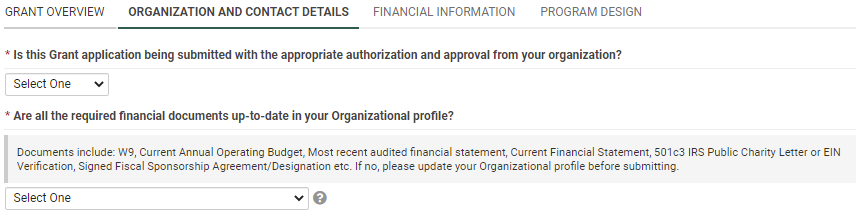 GRANT OVERVIEW ORGANIZATION AND CONTACT DETAILS FINANCIAL INFORMATION PROGRAM DESIGN
* Is this Grant application being submitted with the appropriate authorization and approval from your organization?
Select One
* Are all the required financial documents up-to-date in your Organizational profile?
Documents include: W9, Current Annual Operating Budget, Most recent audited financial statement, Current Financial Statement, 501c3 IRS Public Charity Letter or EIN
Verification, Signed Fiscal Sponsorship Agreement/Designation etc. If no, please update your Organizational profile before submitting.
Select One ?